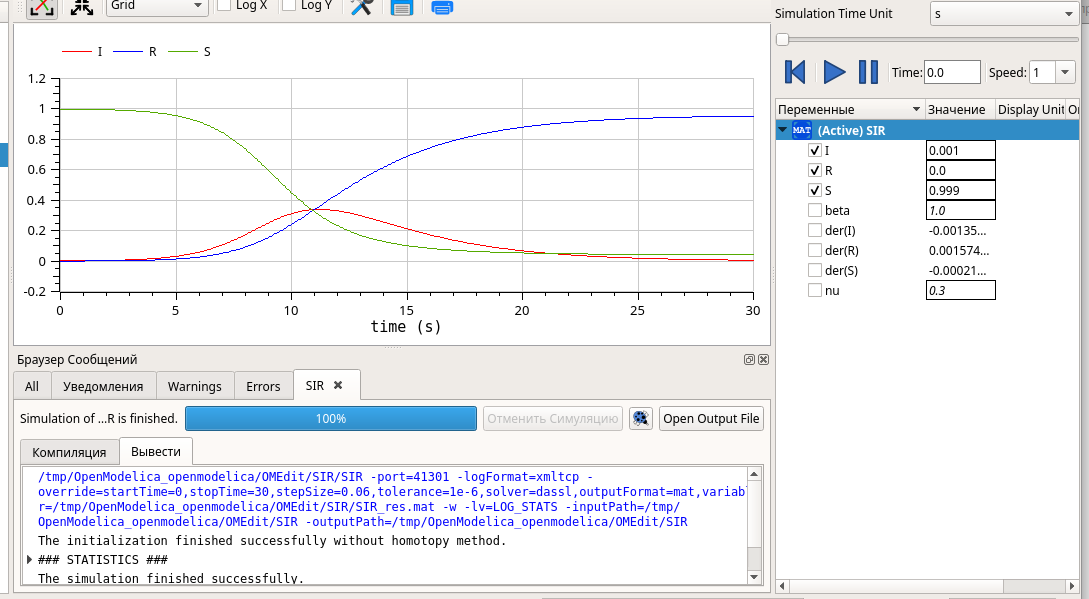 Grid Log X Log Y
I R S
1.2
1
0.8
0.6
0.4
0.2
0
-0.2
0 5 10 15 20 25 30
time (s)
Браузер Сообщений
All Уведомления Warnings Errors SIR
Simulation of ...R is finished. 100% Отменить Симуляцию Open Output File
Компиляция Вывести
/tmp/OpenModelica_openmodelica/OMEdit/SIR/SIR -port=41301 -logFormat=xmltcp -
override=startTime=0,stopTime=30,stepSize=0.06,tolerance=1e-6,solver=dassl,outputFormat=mat,variab
r=/tmp/OpenModelica_openmodelica/OMEdit/SIR/SIR_res.mat -w -lv=LOG_STATS -inputPath=/tmp/
OpenModelica_openmodelica/OMEdit/SIR -outputPath=/tmp/OpenModelica_openmodelica/OMEdit/SIR
The initialization finished successfully without homotopy method.
### STATISTICS ###
The simulation finished successfully.
Simulation Time Unit s
Time: 0.0 Speed: 1
Переменные Значение Display Unit
MAT (Active) SIR
I 0.001
R 0.0
S 0.999
beta 1.0
der(I) -0.00135...
der(R) 0.001574...
der(S) -0.00021...
nu 0.3